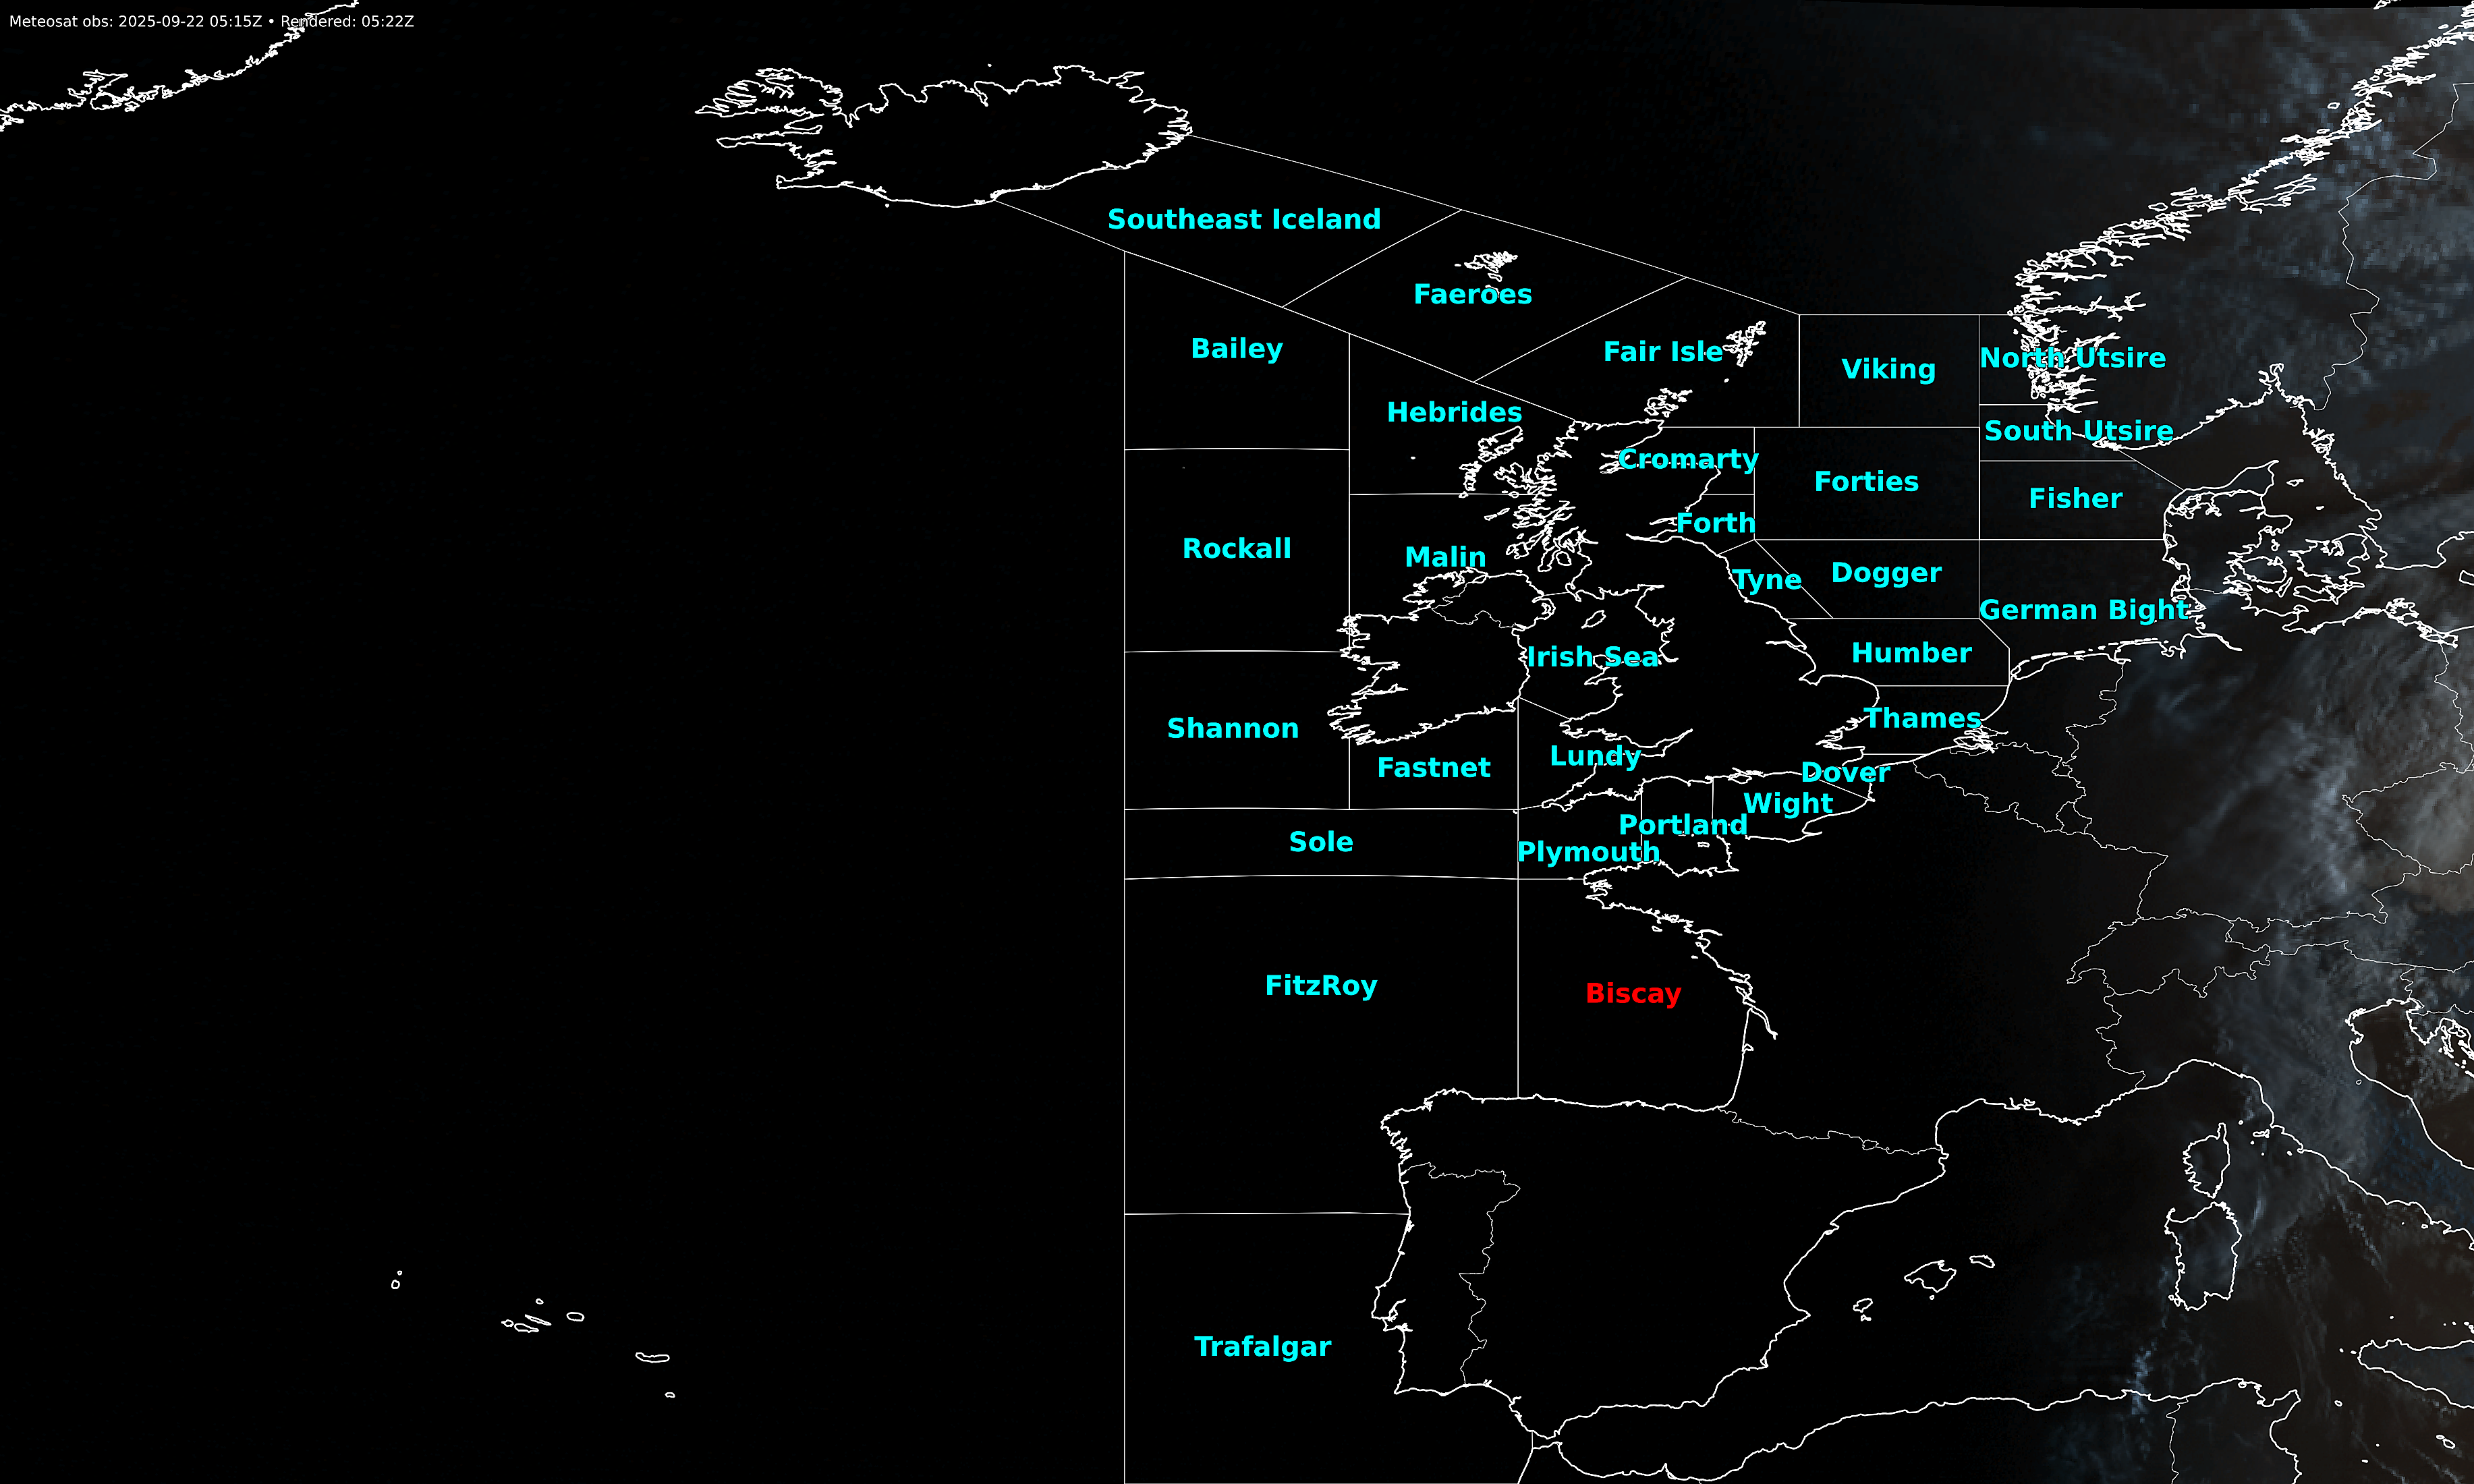 Meteosat obs: 2025-09-22 05:15Z • Rendered: 05:22Z
Southeast Iceland
Faeroes
Bailey
Fair Isle
Viking
North Utsire
Hebrides
South Utsire
Cromarty
Forties
Fisher
Forth
Rockall
Malin
Tyne
Dogger
German Bight
Irish Sea
Humber
Thames
Shannon
Lundy
Fastnet
Dover
Wight
Portland
Sole
Plymouth
FitzRoy
Biscay
Trafalgar